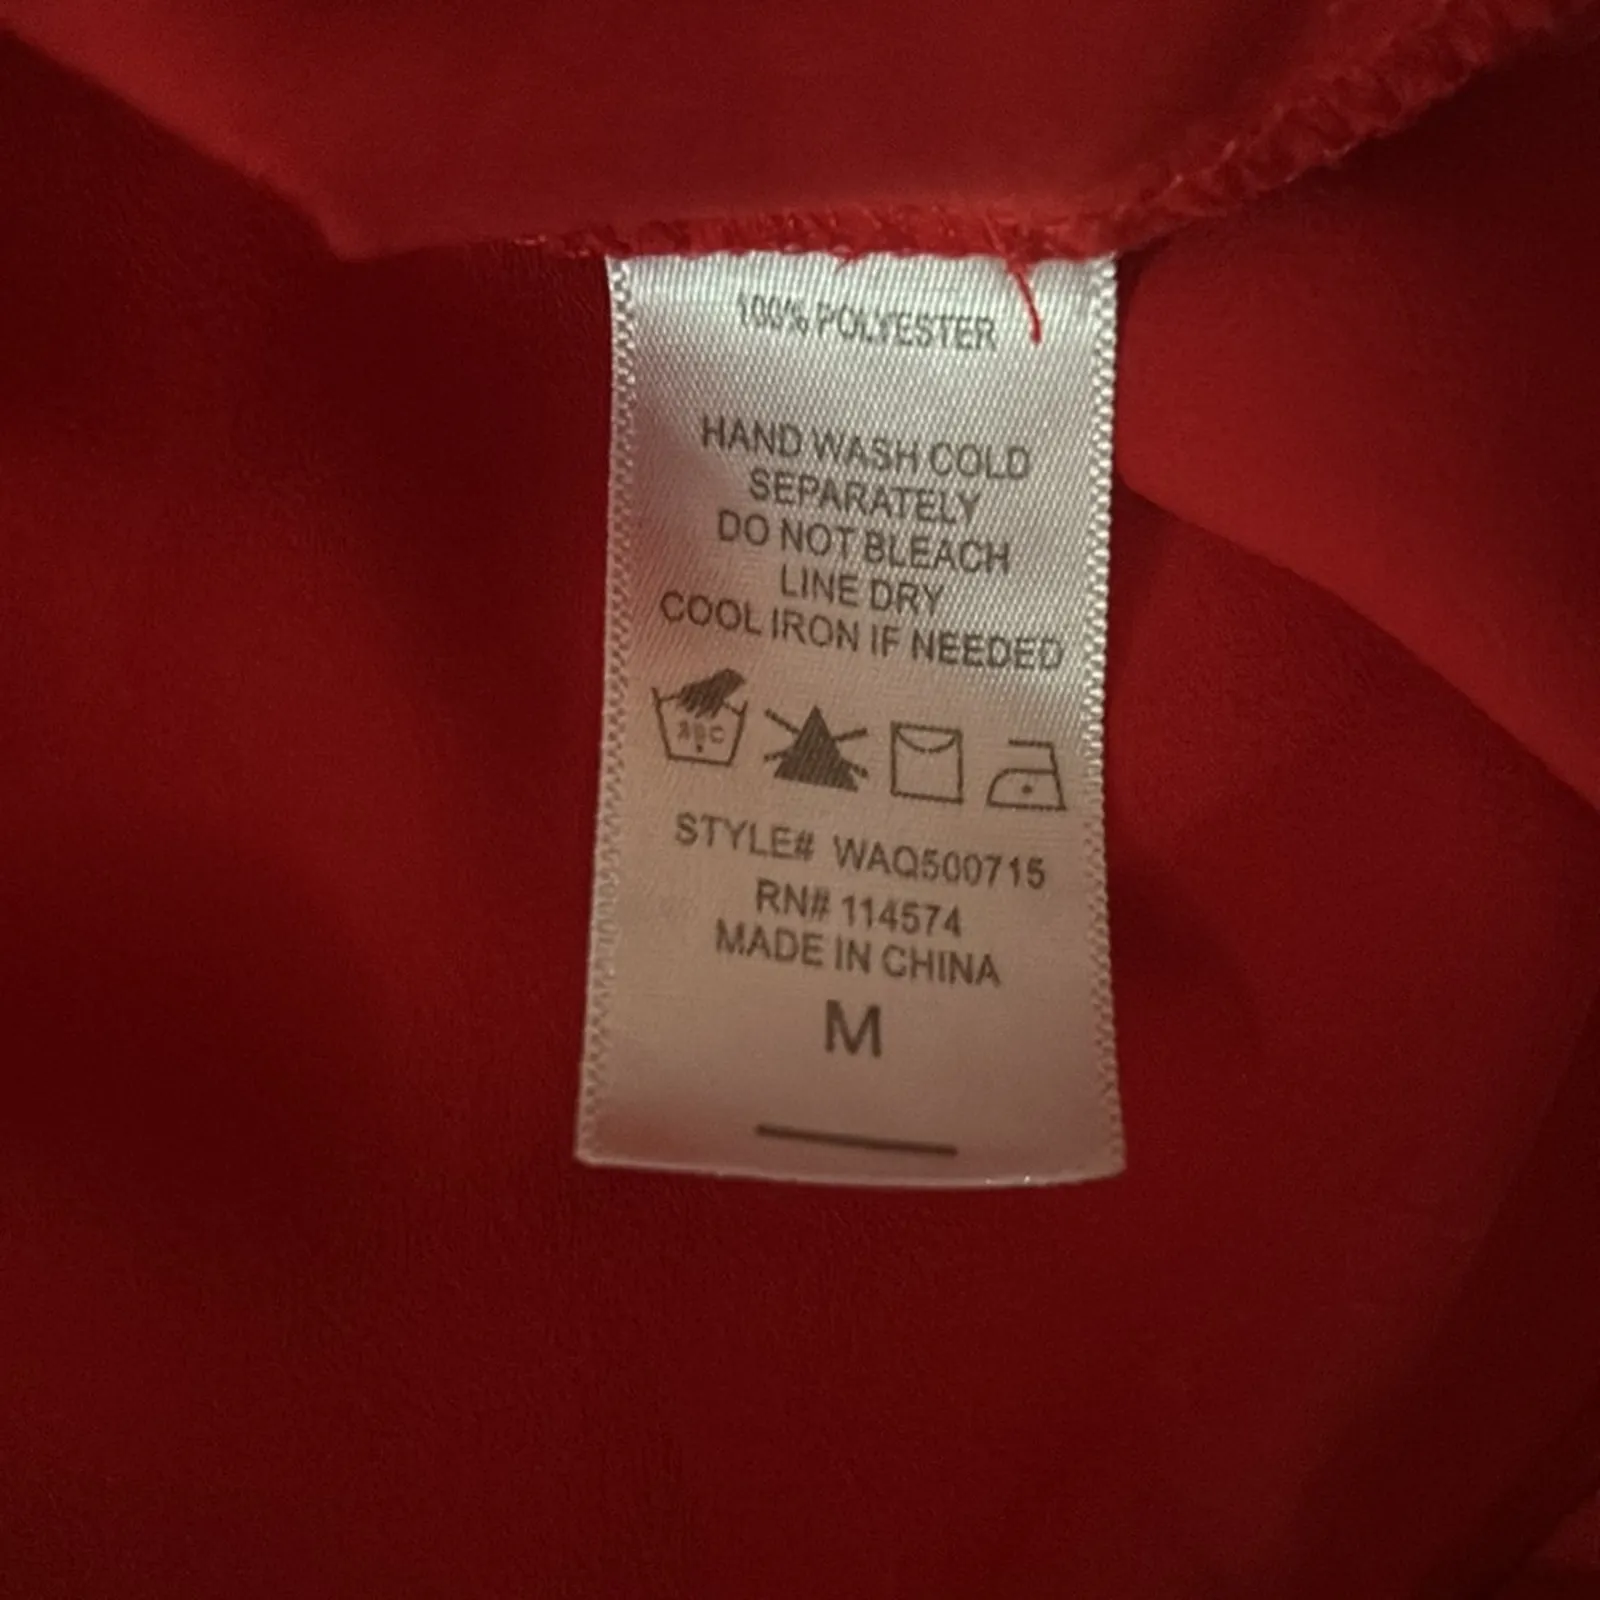 100% POLYESTER
HAND WASH COLD
SEPARATELY
DO NOT BLEACH
LINE DRY
COOL IRON IF NEEDED
STYLE# WAQ500715
RN# 114574
MADE IN CHINA
M